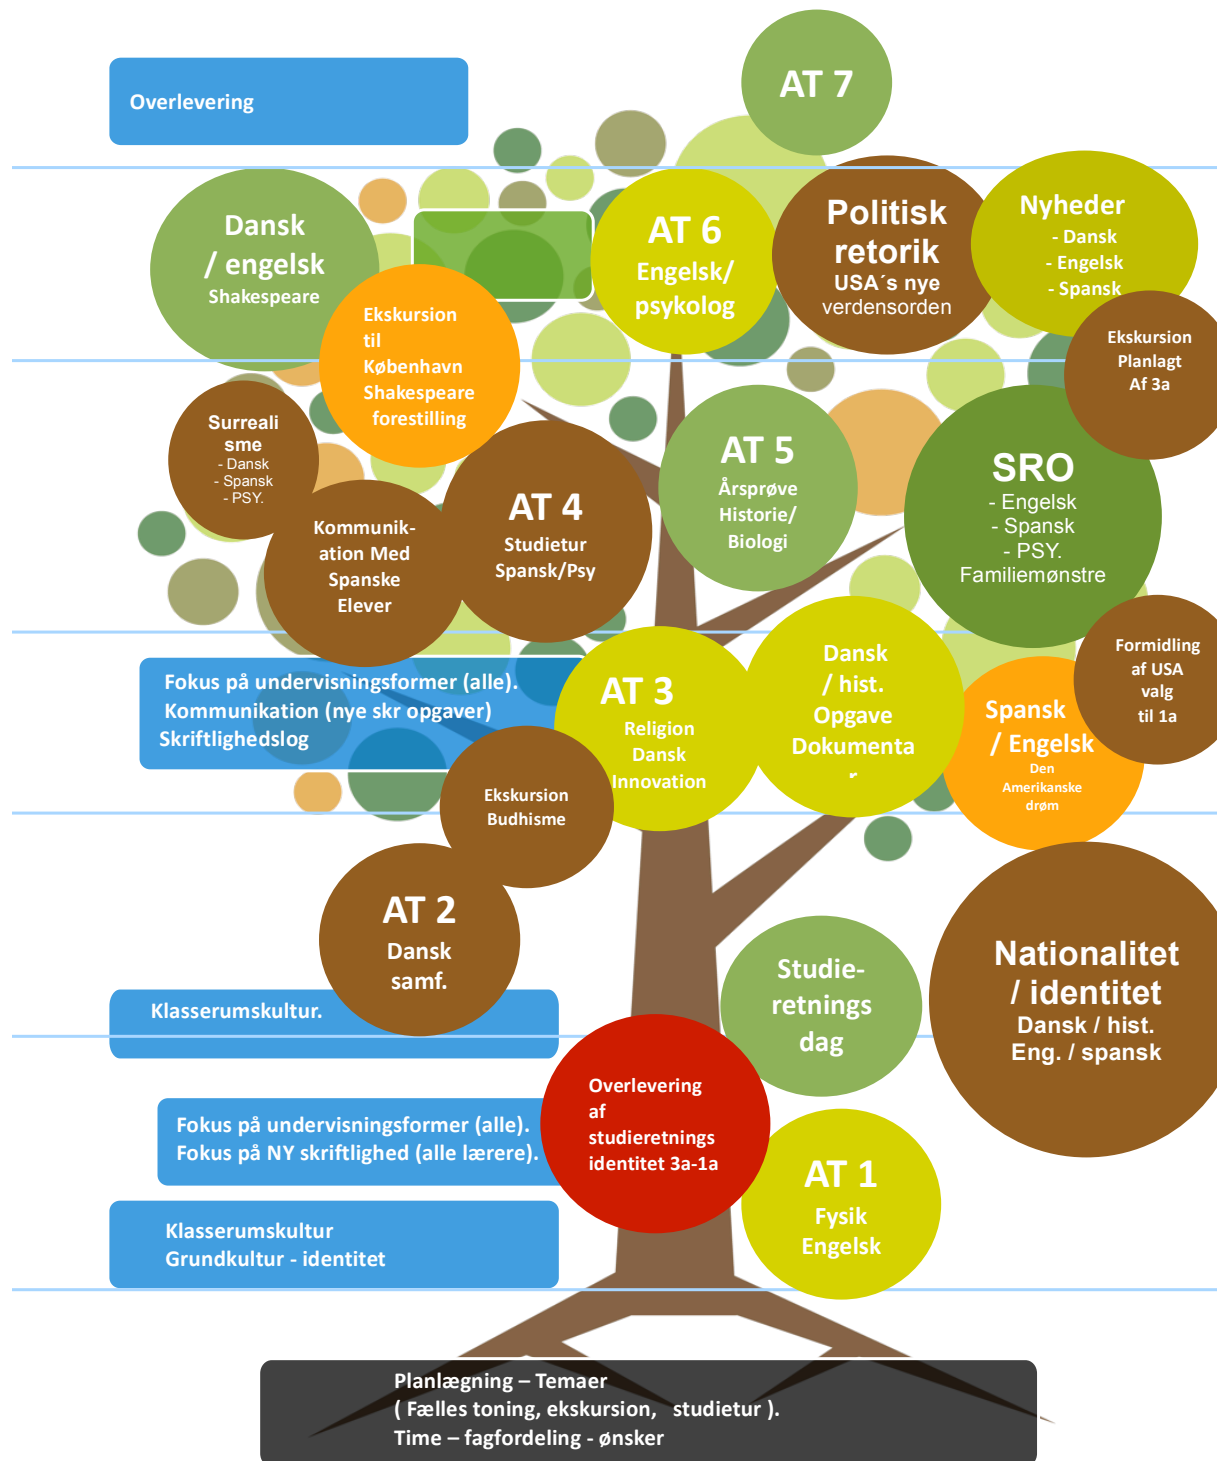 AT 7
Overlevering
Dansk
/ engelsk
Shakespeare
AT 6
Engelsk/
psykolog
Politisk
retorik
USA´s nye
verdensorden
Nyheder
- Dansk
- Engelsk
- Spansk
Ekskursion
til
København
Shakespeare
forestilling
Ekskursion
Planlagt
Af 3a
Surreali
sme
- Dansk
- Spansk
- PSY.
AT 5
Årsprøve
Historie/
Biologi
SRO
- Engelsk
- Spansk
- PSY.
Familiemønstre
Kommunik-
ation Med
Spanske
Elever
AT 4
Studietur
Spansk/Psy
Fokus på undervisningsformer (alle).
Kommunikation (nye skr opgaver)
Skriftlighedslog
AT 3
Religion
Dansk
Innovation
Dansk
/ hist.
Opgave
Dokumenta
r
Spansk
/ Engelsk
Den
Amerikanske
drøm
Formidling
af USA
valg
til 1a
Ekskursion
Budhisme
AT 2
Dansk
samf.
Klasserumskultur.
Studie-
retnings
dag
Nationalitet
/ identitet
Dansk / hist.
Eng. / spansk
Overlevering
af
studieretnings
identitet 3a-1a
Fokus på undervisningsformer (alle).
Fokus på NY skriftlighed (alle lærere).
AT 1
Fysik
Engelsk
Klasserumskultur
Grundkultur - identitet
Planlægning – Temaer
( Fælles toning, ekskursion, studietur ).
Time – fagfordeling - ønsker